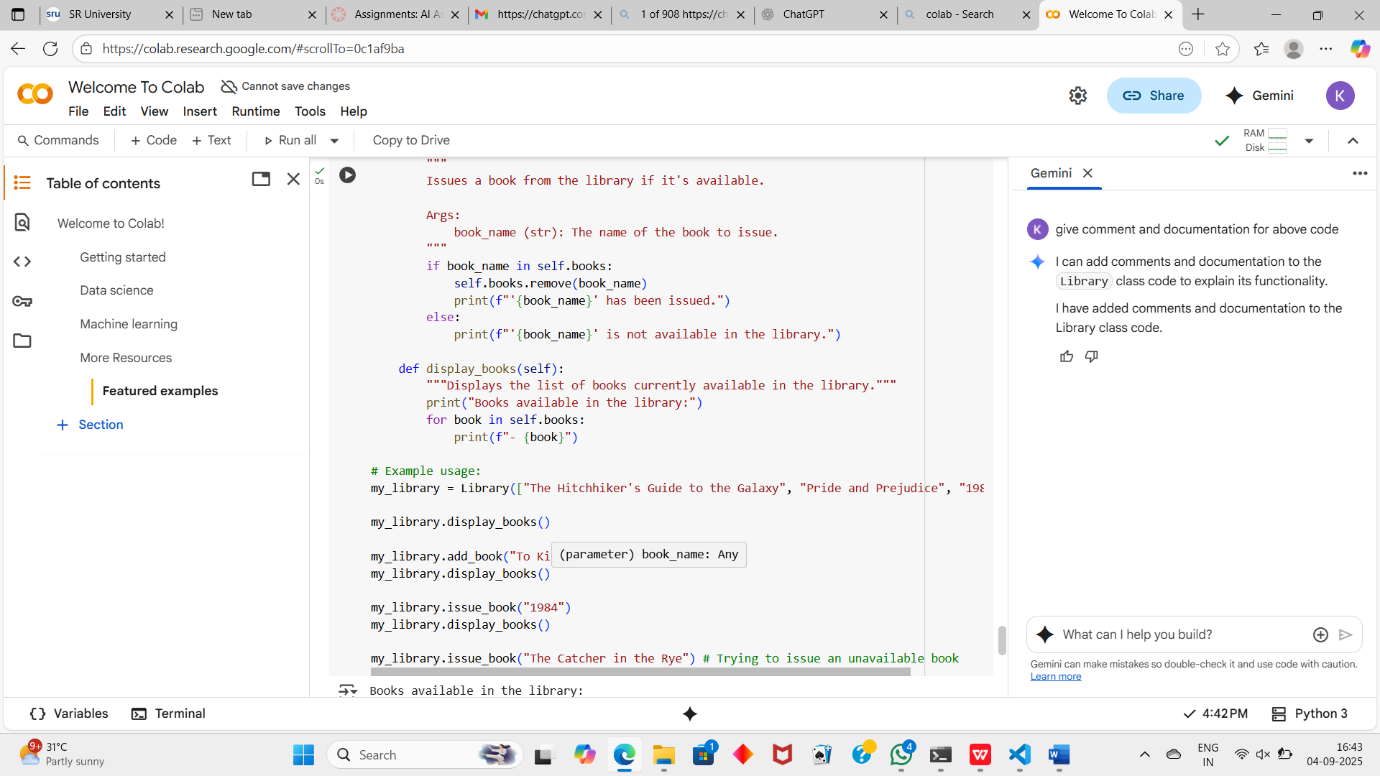 SR University
New tab
Assignments: AI As
https://chatgpt.co
1 of 908 https://ch
ChatGPT
colab - Search
Welcome To Colab
https://colab.research.google.com/#scrollTo=0c1af9ba
Welcome To Colab
Cannot save changes
File Edit View Insert Runtime Tools Help
Share
Gemini
K
Commands
+ Code + Text
Run all
Copy to Drive
RAM
Disk
Table of contents
Welcome to Colab!
Getting started
Data science
Machine learning
More Resources
Featured examples
+ Section
0s
"""
Issues a book from the library if it's available.
Args:
book_name (str): The name of the book to issue.
"""
if book_name in self.books:
self.books.remove(book_name)
print(f"'{book_name}' has been issued.")
else:
print(f"'{book_name}' is not available in the library.")
def display_books(self):
"""Displays the list of books currently available in the library."""
print("Books available in the library:")
for book in self.books:
print(f"- {book}")
# Example usage:
my_library = Library(["The Hitchhiker's Guide to the Galaxy", "Pride and Prejudice", "198
my_library.display_books()
my_library.add_book("To Ki
(parameter) book_name: Any
my_library.display_books()
my_library.issue_book("1984")
my_library.display_books()
my_library.issue_book("The Catcher in the Rye") # Trying to issue an unavailable book
Books available in the library:
Gemini
K
give comment and documentation for above code
I can add comments and documentation to the
Library class code to explain its functionality.
I have added comments and documentation to the
Library class code.
What can I help you build?
Gemini can make mistakes so double-check it and use code with caution.
Learn more
Variables
Terminal
4:42 PM
Python 3
9+
31°C
Partly sunny
Search
1
4
ENG
IN
16:43
04-09-2025